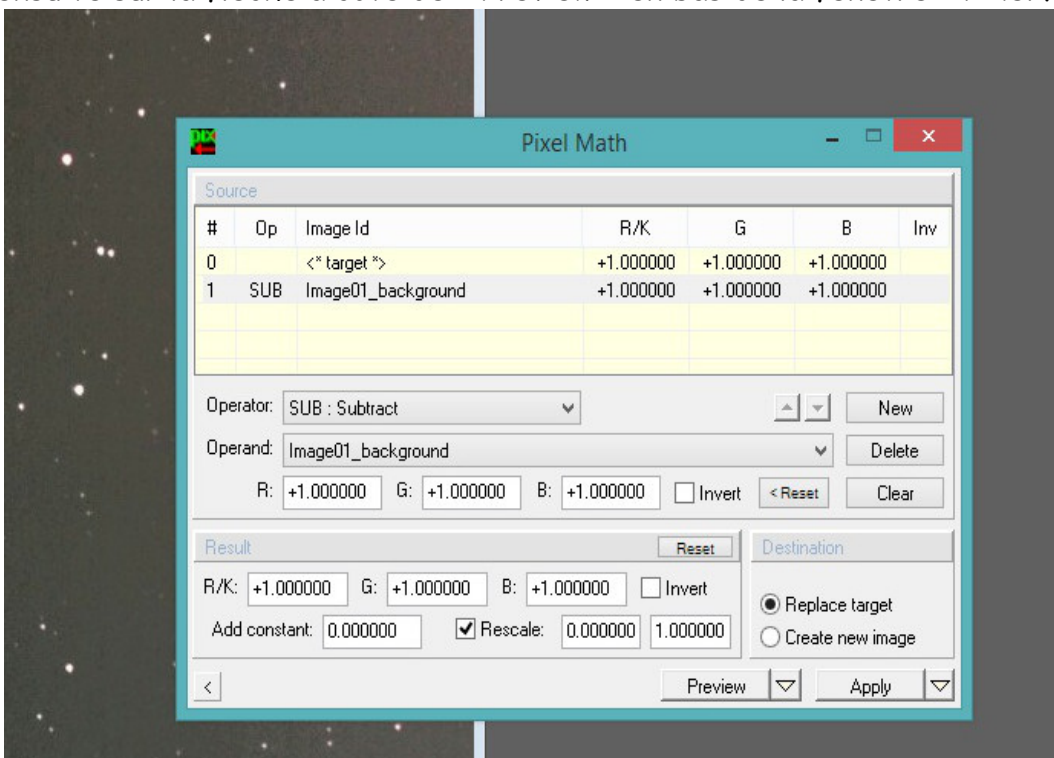 Pixel Math
Source
# Op Image Id R/K G B Inv
0 <* target *> +1.000000 +1.000000 +1.000000
1 SUB Image01_background +1.000000 +1.000000 +1.000000
Operator: SUB : Subtract New
Operand: Image01_background Delete
R: +1.000000 G: +1.000000 B: +1.000000 Invert < Reset Clear
Result Reset Destination
R/K: +1.000000 G: +1.000000 B: +1.000000 Invert
Replace target
Add constant: 0.000000 Rescale: 0.000000 1.000000
Create new image
< Preview Apply